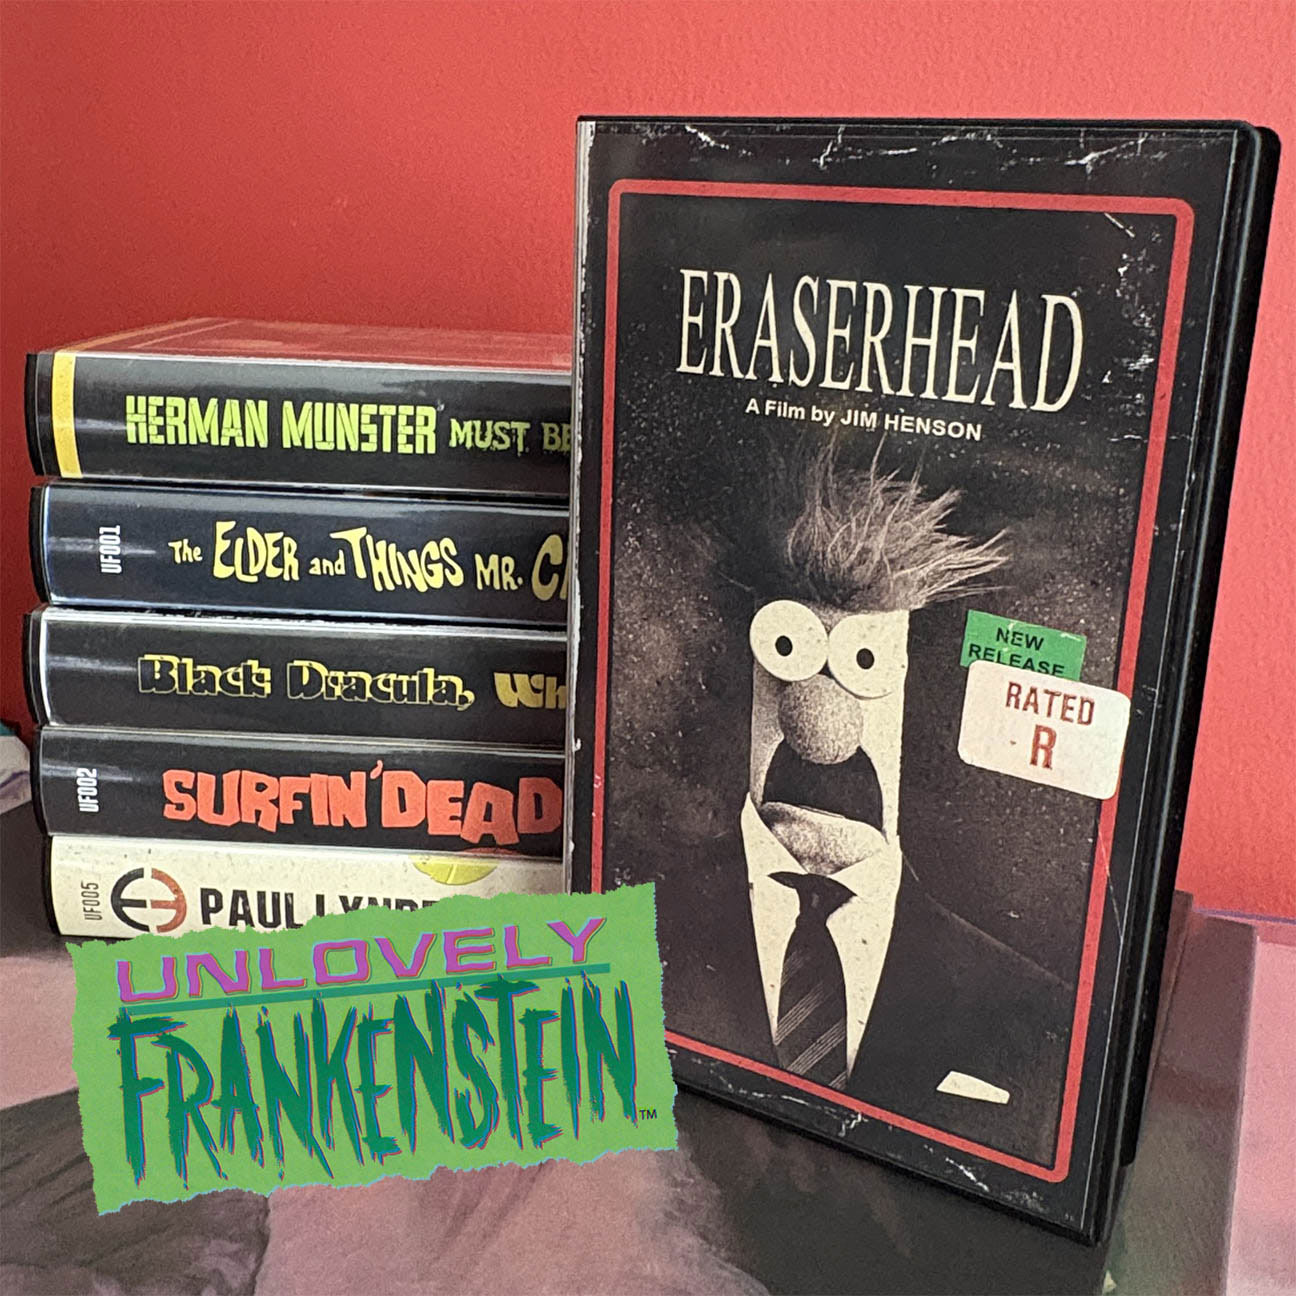 HERMAN MUNSTER MUST BE
UF001
The ELDER and THINGS MR. C
Black Dracula, Wh
UF002
SURFIN' DEAD
UF005
PAUL LYNDE
ERASERHEAD
A Film by JIM HENSON
NEW
RELEASE
RATED
R
UNLOVELY
FRANKENSTEIN
TM